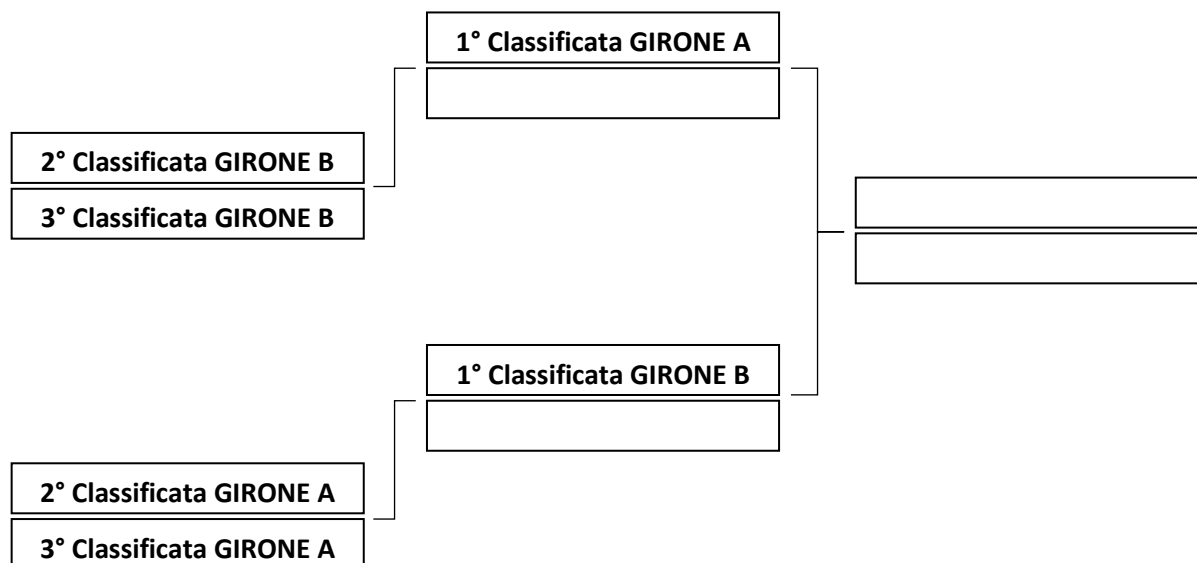 1° Classificata GIRONE A
2° Classificata GIRONE B
3° Classificata GIRONE B
1° Classificata GIRONE B
2° Classificata GIRONE A
3° Classificata GIRONE A